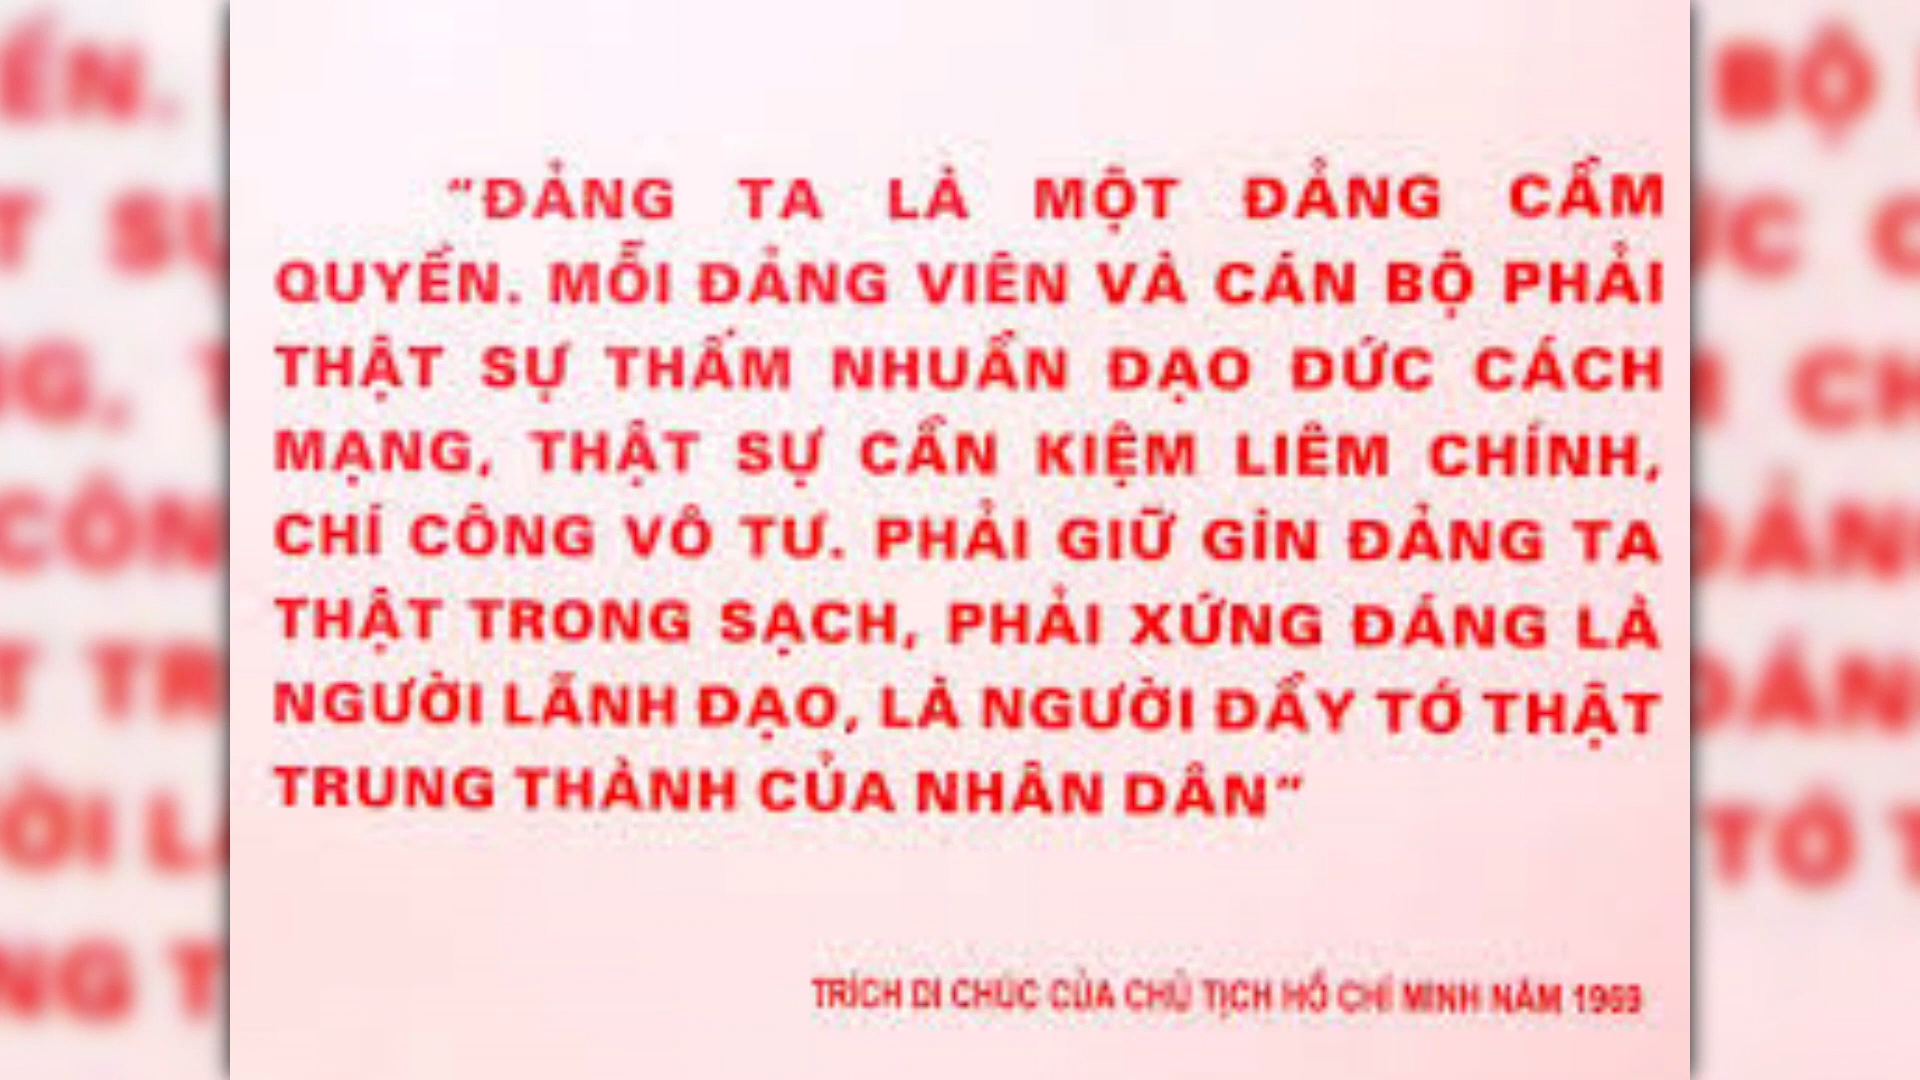 “ĐẢNG TA LÀ MỘT ĐẢNG CẦM
QUYỀN. MỖI ĐẢNG VIÊN VÀ CÁN BỘ PHẢI
THẬT SỰ THẤM NHUẦN ĐẠO ĐỨC CÁCH
MẠNG, THẬT SỰ CẦN KIỆM LIÊM CHÍNH,
CHÍ CÔNG VÔ TƯ. PHẢI GIỮ GÌN ĐẢNG TA
THẬT TRONG SẠCH, PHẢI XỨNG ĐÁNG LÀ
NGƯỜI LÃNH ĐẠO, LÀ NGƯỜI ĐẦY TỚ THẬT
TRUNG THÀNH CỦA NHÂN DÂN”
TRÍCH DI CHÚC CỦA CHỦ TỊCH HỒ CHÍ MINH NĂM 1969